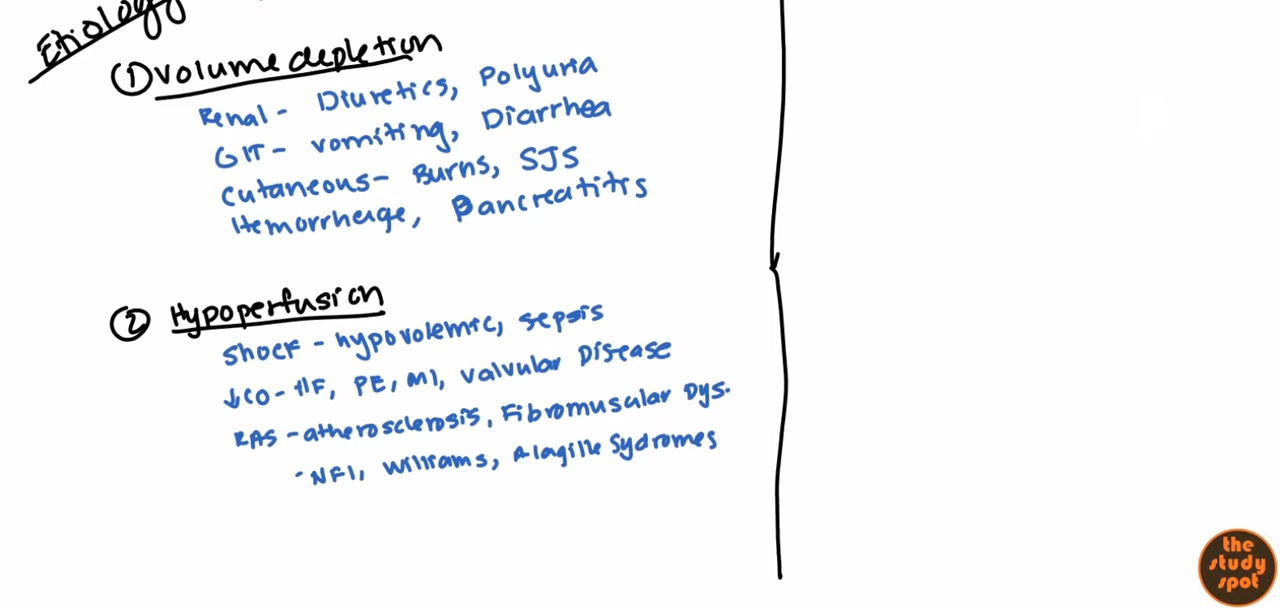 Etiology
① volume depletion
Renal - Diuretics, Polyuria
GIT - vomiting, Diarrhea
Cutaneous - Burns, SJS
Hemorrhage, Pancreatitis
② Hypoperfusion
Shock - hypovolemic, sepsis
↓CO - HF, PE, MI, valvular Disease
RAS - atherosclerosis, Fibromusular Dys.
- NF1, Williams, Alagille Sydromes
the
study
spot